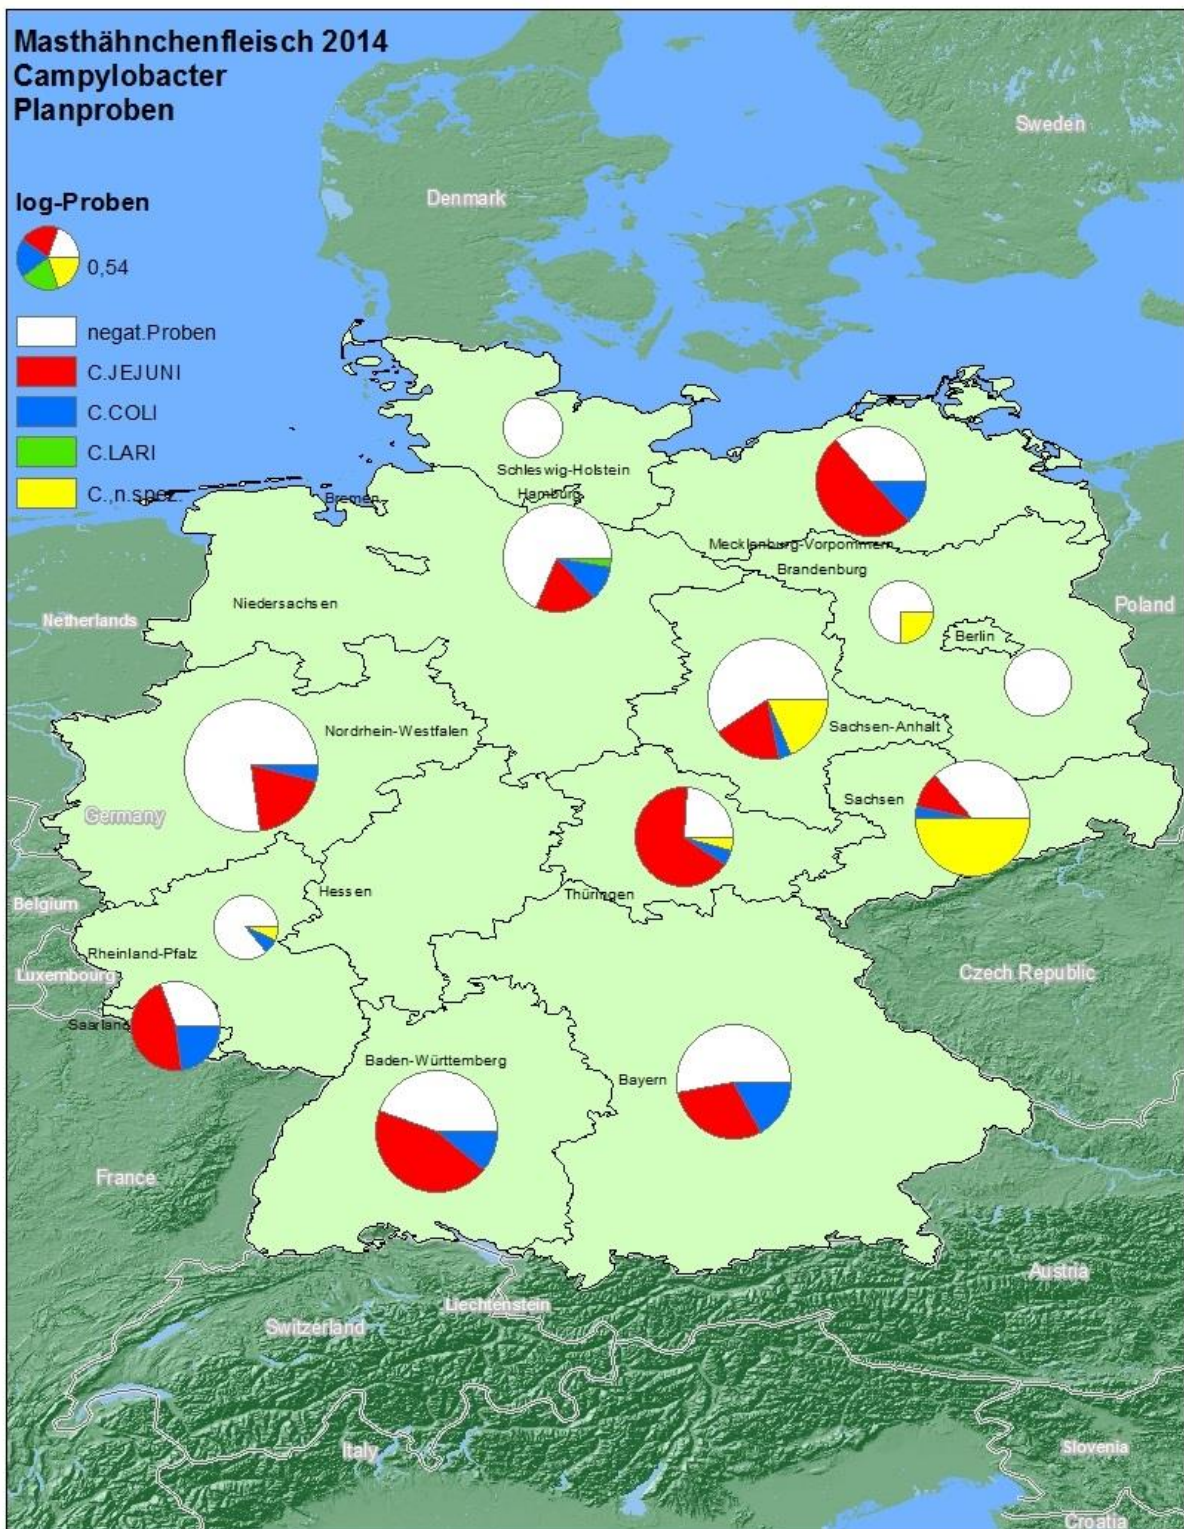 Masthähnchenfleisch 2014
Campylobacter
Planproben
Sweden
Denmark
log-Proben
0,54
negat.Proben
C.JEJUNI
C.COLI
C.LARI
C.,n.spez.
Schleswig-Holstein
Hamburg
Bremen
Mecklenburg-Vorpommern
Brandenburg
Niedersachsen
Poland
Netherlands
Berlin
Nordrhein-Westfalen
Sachsen-Anhalt
Sachsen
Germany
Hessen
Thüringen
Belgium
Rheinland-Pfalz
Luxembourg
Czech Republic
Saarland
Baden-Württemberg
Bayern
France
Austria
Liechtenstein
Switzerland
Italy
Slovenia
Croatia